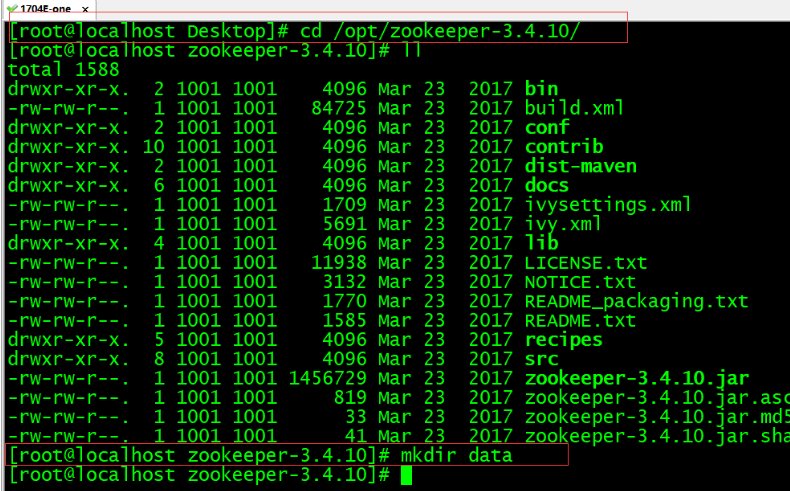 1704E-one x
[root@localhost Desktop]# cd /opt/zookeeper-3.4.10/
[root@localhost zookeeper-3.4.10]# ll
total 1588
drwxr-xr-x. 2 1001 1001 4096 Mar 23 2017 bin
-rw-rw-r--. 1 1001 1001 84725 Mar 23 2017 build.xml
drwxr-xr-x. 2 1001 1001 4096 Mar 23 2017 conf
drwxr-xr-x. 10 1001 1001 4096 Mar 23 2017 contrib
drwxr-xr-x. 2 1001 1001 4096 Mar 23 2017 dist-maven
drwxr-xr-x. 6 1001 1001 4096 Mar 23 2017 docs
-rw-rw-r--. 1 1001 1001 1709 Mar 23 2017 ivysettings.xml
-rw-rw-r--. 1 1001 1001 5691 Mar 23 2017 ivy.xml
drwxr-xr-x. 4 1001 1001 4096 Mar 23 2017 lib
-rw-rw-r--. 1 1001 1001 11938 Mar 23 2017 LICENSE.txt
-rw-rw-r--. 1 1001 1001 3132 Mar 23 2017 NOTICE.txt
-rw-rw-r--. 1 1001 1001 1770 Mar 23 2017 README_packaging.txt
-rw-rw-r--. 1 1001 1001 1585 Mar 23 2017 README.txt
drwxr-xr-x. 5 1001 1001 4096 Mar 23 2017 recipes
drwxr-xr-x. 8 1001 1001 4096 Mar 23 2017 src
-rw-rw-r--. 1 1001 1001 1456729 Mar 23 2017 zookeeper-3.4.10.jar
-rw-rw-r--. 1 1001 1001 819 Mar 23 2017 zookeeper-3.4.10.jar.asc
-rw-rw-r--. 1 1001 1001 33 Mar 23 2017 zookeeper-3.4.10.jar.md5
-rw-rw-r--. 1 1001 1001 41 Mar 23 2017 zookeeper-3.4.10.jar.sha
[root@localhost zookeeper-3.4.10]# mkdir data
[root@localhost zookeeper-3.4.10]#